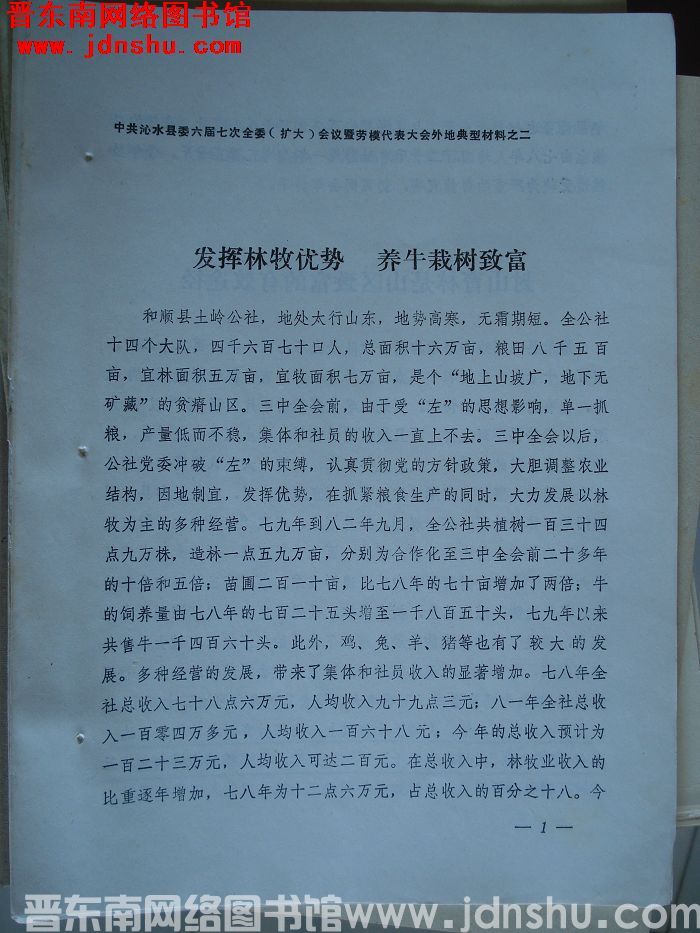 晋东南网络图书馆
www.jdnshu.com
中共沁水县委六届七次全委（扩大）会议暨劳模代表大会外地典型材料之二
发挥林牧优势 养牛栽树致富
和顺县土岭公社，地处太行山东，地势高寒，无霜期短。全公社
十四个大队，四千六百七十口人，总面积十六万亩，粮田八千五百
亩，宜林面积五万亩，宜牧面积七万亩，是个“地上山坡广，地下无
矿藏”的贫瘠山区。三中全会前，由于受“左”的思想影响，单一抓
粮，产量低而不稳，集体和社员的收入一直上不去。三中全会以后，
公社党委冲破“左”的束缚，认真贯彻党的方针政策，大胆调整农业
结构，因地制宜，发挥优势，在抓紧粮食生产的同时，大力发展以林
牧为主的多种经营。七九年到八二年九月，全公社共植树一百三十四
点九万株，造林一点五九万亩，分别为合作化至三中全会前二十多年
的十倍和五倍；苗圃二百一十亩，比七八年的七十亩增加了两倍；牛
的饲养量由七八年的七百二十五头增至一千八百五十头，七九年以来
共售牛一千四百六十头。此外，鸡、兔、羊、猪等也有了较大的发
展。多种经营的发展，带来了集体和社员收入的显著增加。七八年全
社总收入七十八点六万元，人均收入九十九点三元；八一年全社总收
入一百零四万多元，人均收入一百六十八元；今年的总收入预计为
一百二十三万元，人均收入可达二百元。在总收入中，林牧业收入的
比重逐年增加，七八年为十二点六万元，占总收入的百分之十八。今
— 1 —
晋东南网络图书馆 www.jdnshu.com